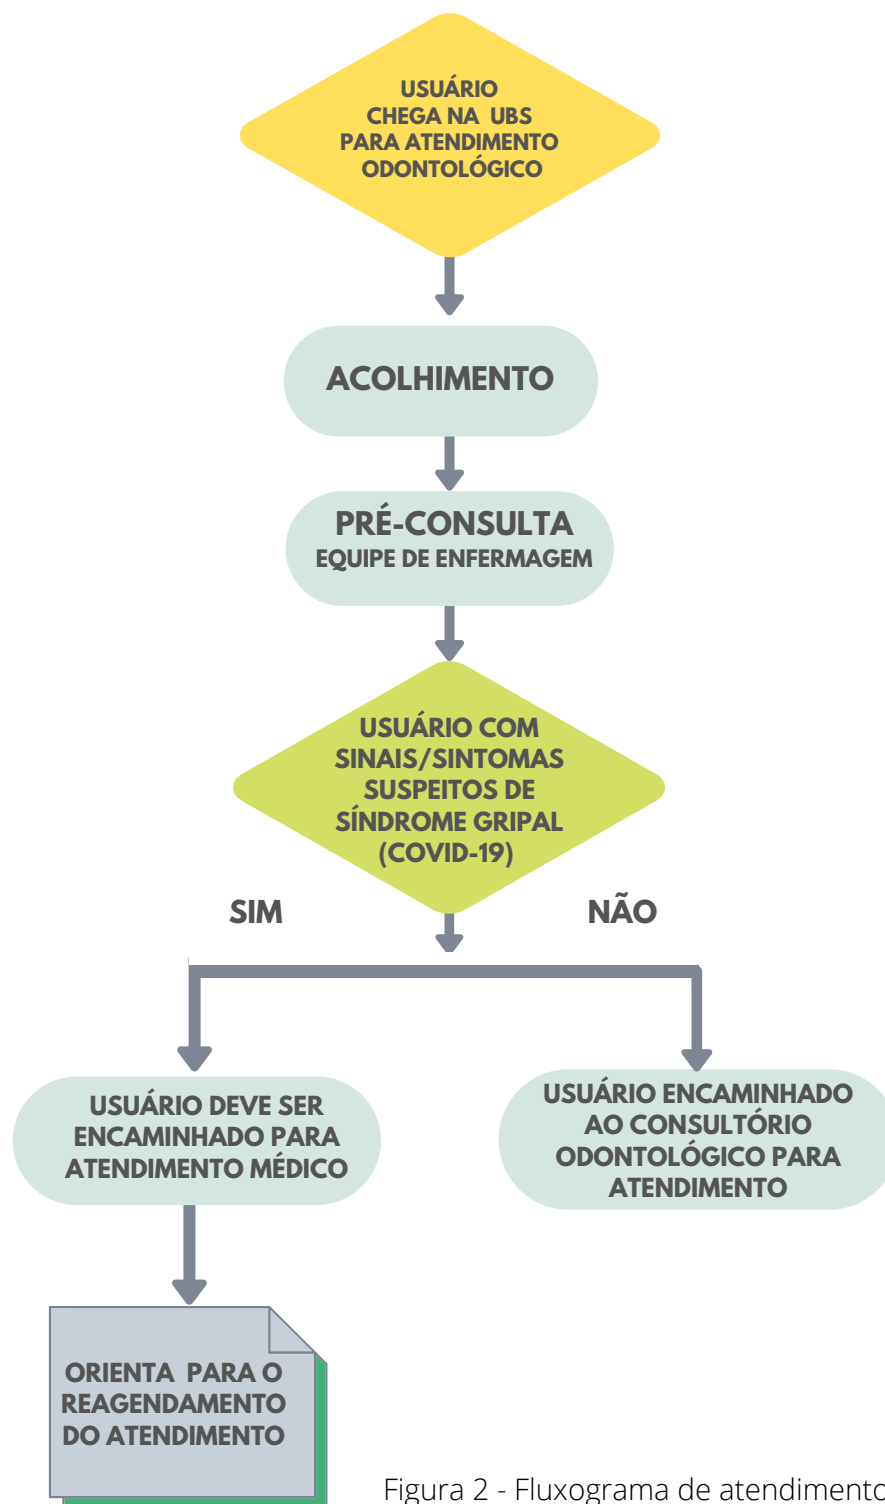 USUÁRIO
CHEGA NA UBS
PARA ATENDIMENTO
ODONTOLÓGICO
ACOLHIMENTO
PRÉ-CONSULTA
EQUIPE DE ENFERMAGEM
USUÁRIO COM
SINAIS/SINTOMAS
SUSPEITOS DE
SÍNDROME GRIPAL
(COVID-19)
SIM
NÃO
USUÁRIO DEVE SER
ENCAMINHADO PARA
ATENDIMENTO MÉDICO
USUÁRIO ENCAMINHADO
AO CONSULTÓRIO
ODONTOLÓGICO PARA
ATENDIMENTO
ORIENTA PARA O
REAGENDAMENTO
DO ATENDIMENTO
Figura 2 - Fluxograma de atendimento